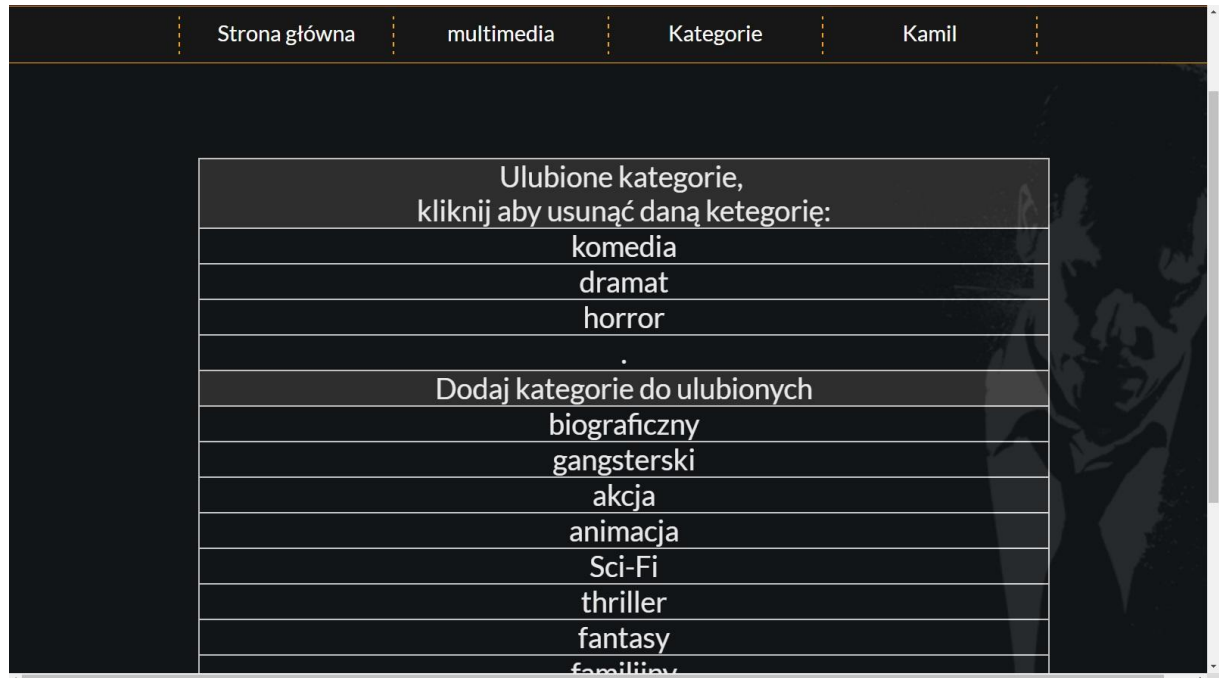 Strona główna multimedia Kategorie Kamil
Ulubione kategorie,
kliknij aby usunąć daną ketegorię:
komedia
dramat
horror
.
Dodaj kategorie do ulubionych
biograficzny
gangsterski
akcja
animacja
Sci-Fi
thriller
fantasy
familijny